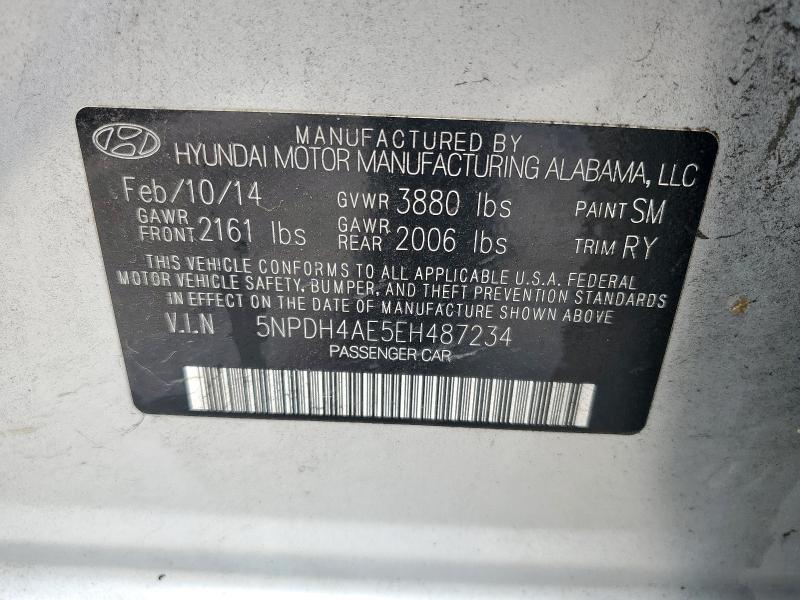 MANUFACTURED BY
HYUNDAI MOTOR MANUFACTURING ALABAMA, LLC
Feb/10/14 GVWR 3880 lbs PAINT SM
GAWR FRONT 2161 lbs GAWR REAR 2006 lbs TRIM RY
THIS VEHICLE CONFORMS TO ALL APPLICABLE U.S.A. FEDERAL
MOTOR VEHICLE SAFETY, BUMPER, AND THEFT PREVENTION STANDARDS
IN EFFECT ON THE DATE OF MANUFACTURE SHOWN ABOVE
V.I.N 5NPDH4AE5EH487234
PASSENGER CAR